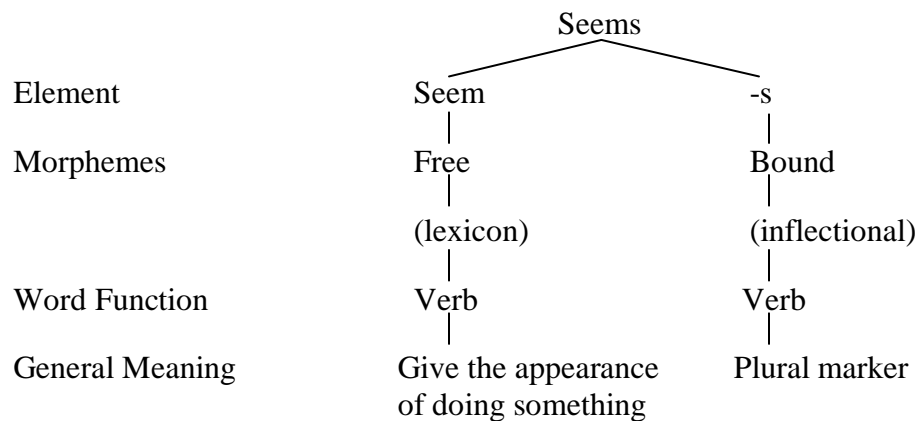 Seems
Element Seem -s
Morphemes Free Bound
(lexicon) (inflectional)
Word Function Verb Verb
General Meaning Give the appearance Plural marker
of doing something